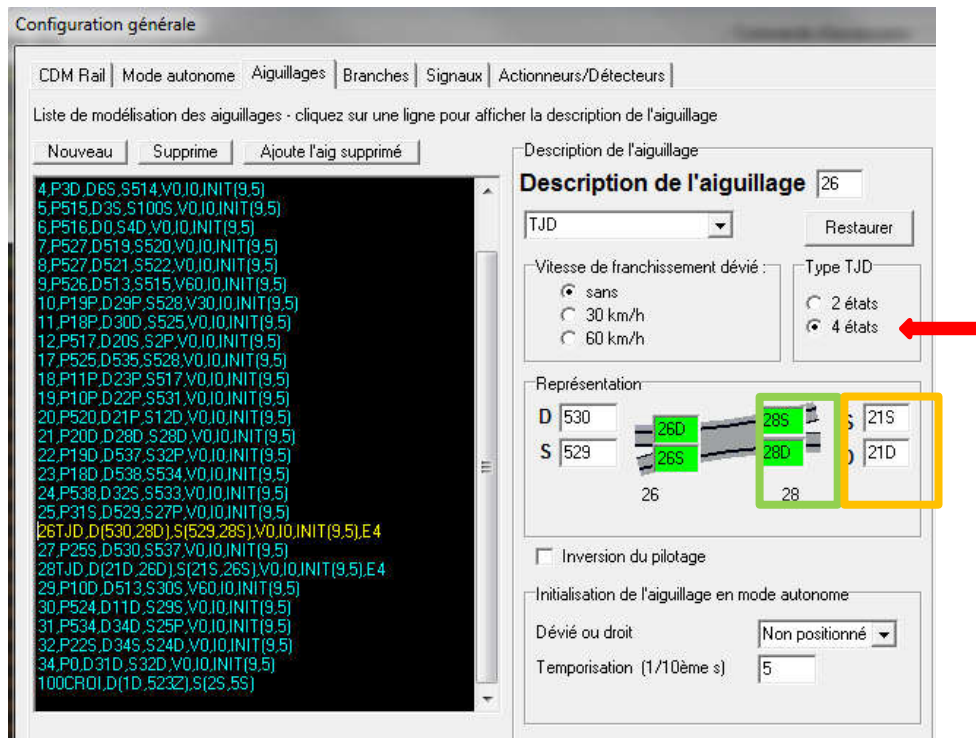 Configuration générale
CDM Rail Mode autonome Aiguillages Branches Signaux Actionneurs/Détecteurs
Liste de modélisation des aiguillages - cliquez sur une ligne pour afficher la description de l'aiguillage
Nouveau Supprime Ajoute l'aig supprimé
4,P3D,D6S,S514,V0,I0,INIT(9,5)
5,P515,D3S,S100S,V0,I0,INIT(9,5)
6,P516,D0,S4D,V0,I0,INIT(9,5)
7,P527,D519,S520,V0,I0,INIT(9,5)
8,P527,D521,S522,V0,I0,INIT(9,5)
9,P526,D513,S515,V60,I0,INIT(9,5)
10,P19P,D29P,S528,V30,I0,INIT(9,5)
11,P18P,D30D,S525,V0,I0,INIT(9,5)
12,P517,D20S,S2P,V0,I0,INIT(9,5)
17,P525,D535,S528,V0,I0,INIT(9,5)
18,P11P,D23P,S517,V0,I0,INIT(9,5)
19,P10P,D22P,S531,V0,I0,INIT(9,5)
20,P520,D21P,S12D,V0,I0,INIT(9,5)
21,P20D,D28D,S28D,V0,I0,INIT(9,5)
22,P19D,D537,S32P,V0,I0,INIT(9,5)
23,P18D,D538,S534,V0,I0,INIT(9,5)
24,P538,D32S,S533,V0,I0,INIT(9,5)
25,P31S,D529,S27P,V0,I0,INIT(9,5)
26TJD,D(530,28D),S(529,28S),V0,I0,INIT(9,5),E4
27,P25S,D530,S537,V0,I0,INIT(9,5)
28TJD,D(21D,26D),S(21S,26S),V0,I0,INIT(9,5),E4
29,P10D,D513,S30S,V60,I0,INIT(9,5)
30,P524,D11D,S29S,V0,I0,INIT(9,5)
31,P534,D34D,S25P,V0,I0,INIT(9,5)
32,P22S,D34S,S24D,V0,I0,INIT(9,5)
34,P0,D31D,S32D,V0,I0,INIT(9,5)
100CROI,D(1D,523Z),S(2S,5S)
Description de l'aiguillage
Description de l'aiguillage 26
TJD Restaurer
Vitesse de franchissement dévié :
sans
30 km/h
60 km/h
Type TJD
2 états
4 états
Représentation
D 530 26D 28S S 21S
S 529 26S 28D D 21D
26 28
Inversion du pilotage
Initialisation de l'aiguillage en mode autonome
Dévié ou droit Non positionné
Temporisation (1/10ème s) 5